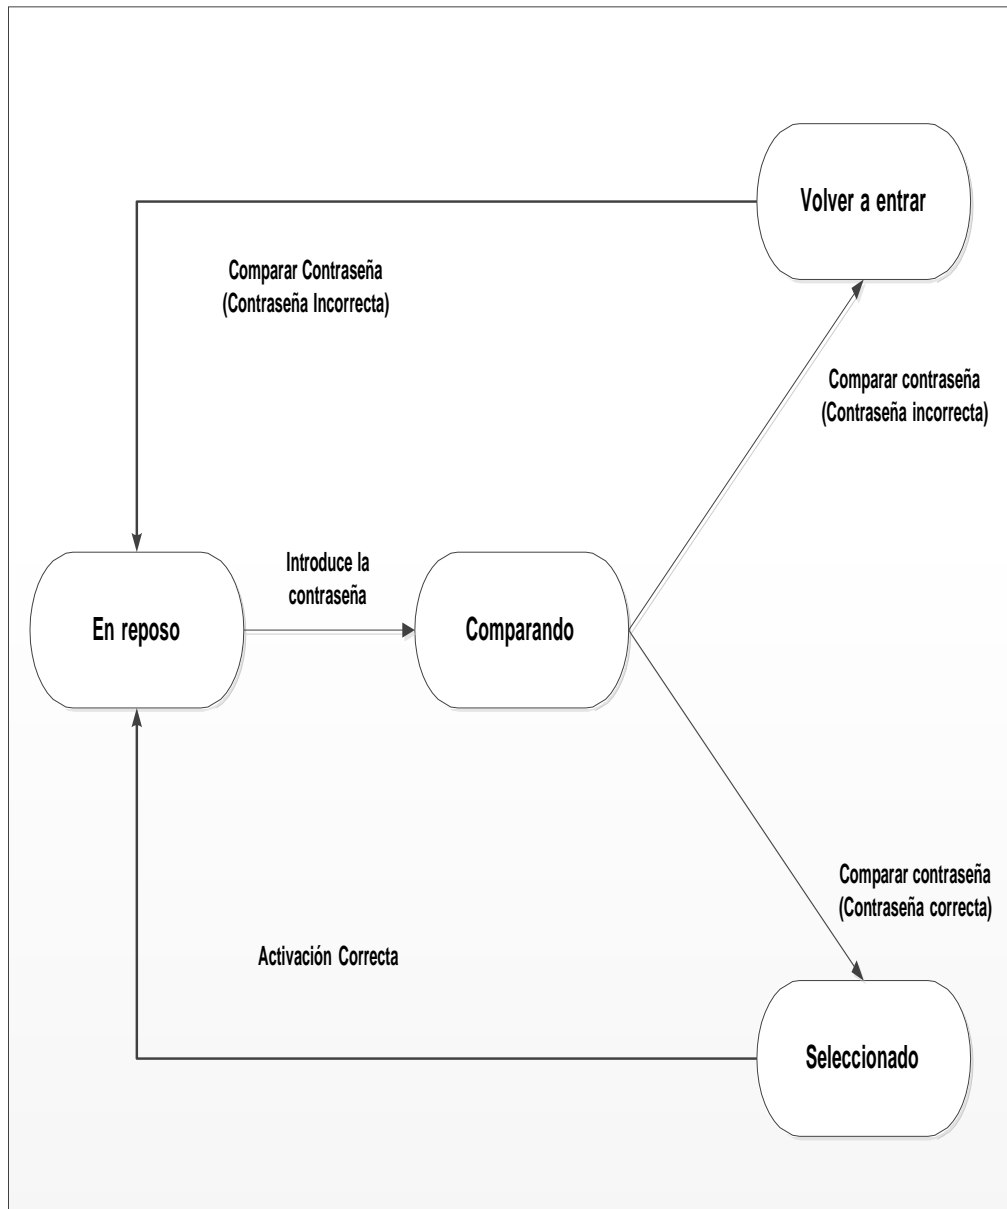 Volver a entrar
Comparar Contraseña
(Contraseña Incorrecta)
Comparar contraseña
(Contraseña incorrecta)
Introduce la
contraseña
En reposo
Comparando
Comparar contraseña
(Contraseña correcta)
Activación Correcta
Seleccionado